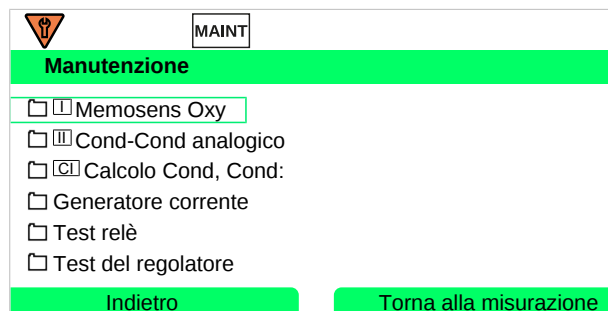 MAINT
Manutenzione
I Memosens Oxy
II Cond-Cond analogico
CI Calcolo Cond, Cond:
Generatore corrente
Test relè
Test del regolatore
Indietro Torna alla misurazione